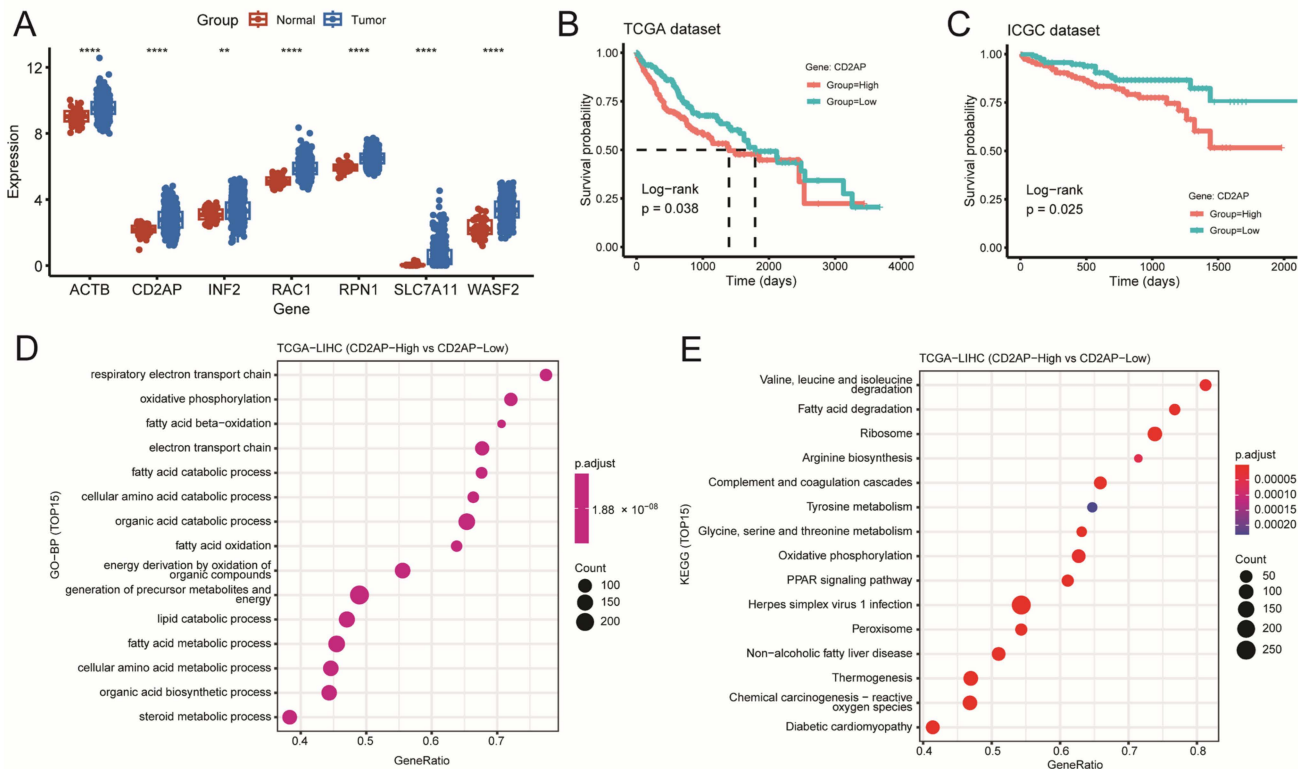 A
Group Normal Tumor
**** **** ** **** **** **** ****
Expression
12
8
4
0
ACTB CD2AP INF2 RAC1 RPN1 SLC7A11 WASF2
Gene
B
TCGA dataset
Gene: CD2AP
Group=High
Group=Low
Survival probability
1.00
0.75
0.50
0.25
0.00
Log-rank
p = 0.038
0 1000 2000 3000 4000
Time (days)
C
ICGC dataset
Survival probability
1.00
0.75
0.50
0.25
0.00
Log-rank
p = 0.025
Gene: CD2AP
Group=High
Group=Low
0 500 1000 1500 2000
Time (days)
D
TCGA−LIHC (CD2AP−High vs CD2AP−Low)
GO−BP (TOP15)
respiratory electron transport chain
oxidative phosphorylation
fatty acid beta−oxidation
electron transport chain
fatty acid catabolic process
cellular amino acid catabolic process
organic acid catabolic process
fatty acid oxidation
energy derivation by oxidation of
organic compounds
generation of precursor metabolites and
energy
lipid catabolic process
fatty acid metabolic process
cellular amino acid metabolic process
organic acid biosynthetic process
steroid metabolic process
0.4 0.5 0.6 0.7
GeneRatio
p.adjust
1.88 × 10⁻⁰⁸
Count
100
150
200
E
TCGA−LIHC (CD2AP−High vs CD2AP−Low)
KEGG (TOP15)
Valine, leucine and isoleucine
degradation
Fatty acid degradation
Ribosome
Arginine biosynthesis
Complement and coagulation cascades
Tyrosine metabolism
Glycine, serine and threonine metabolism
Oxidative phosphorylation
PPAR signaling pathway
Herpes simplex virus 1 infection
Peroxisome
Non−alcoholic fatty liver disease
Thermogenesis
Chemical carcinogenesis − reactive
oxygen species
Diabetic cardiomyopathy
0.4 0.5 0.6 0.7 0.8
GeneRatio
p.adjust
0.00005
0.00010
0.00015
0.00020
Count
50
100
150
200
250